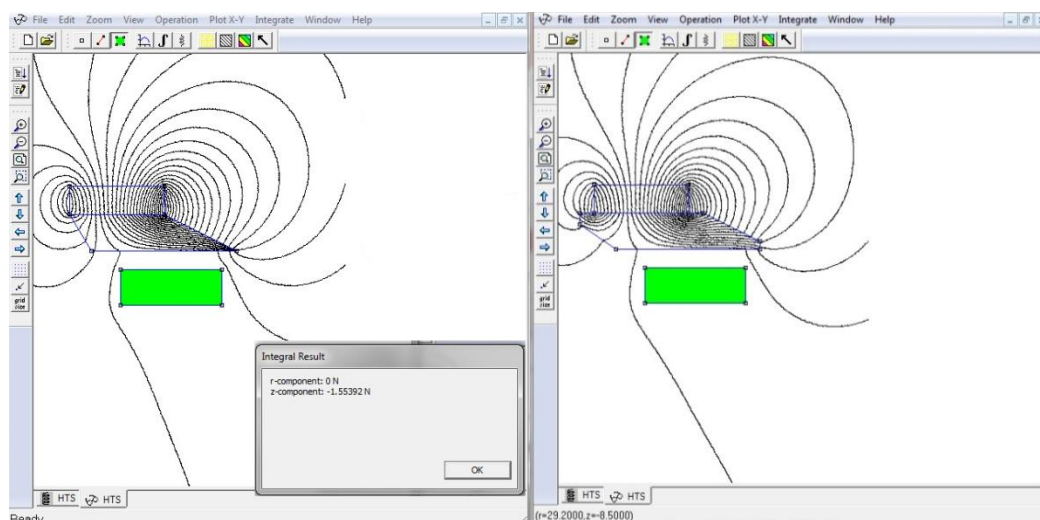 File Edit Zoom View Operation Plot X-Y Integrate Window Help
grid
size
Integral Result
r-component: 0 N
z-component: -1.55392 N
OK
HTS HTS
Ready
File Edit Zoom View Operation Plot X-Y Integrate Window Help
grid
size
HTS HTS
(r=29.2000,z=-8.5000)